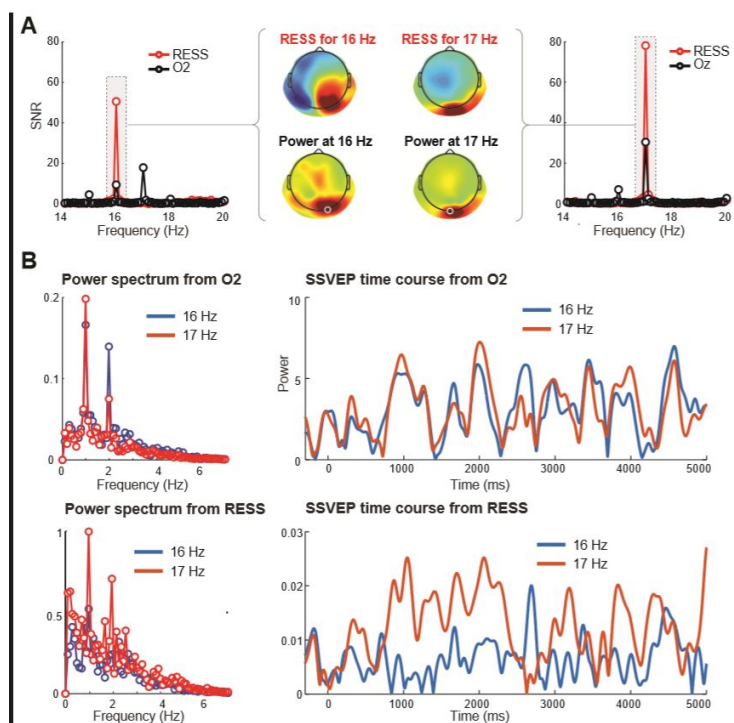 A
RESS for 16 Hz
RESS for 17 Hz
80
60
40
20
0
SNR
RESS
O2
14
16
18
20
Frequency (Hz)
Power at 16 Hz
Power at 17 Hz
80
60
40
20
0
RESS
Oz
14
16
18
20
Frequency (Hz)
B
Power spectrum from O2
0.2
0.1
0
16 Hz
17 Hz
0
2
4
6
Frequency (Hz)
SSVEP time course from O2
10
5
0
Power
16 Hz
17 Hz
0
1000
2000
3000
4000
5000
Time (ms)
Power spectrum from RESS
1
0.5
0
16 Hz
17 Hz
0
2
4
6
Frequency (Hz)
SSVEP time course from RESS
0.03
0.02
0.01
0
16 Hz
17 Hz
0
1000
2000
3000
4000
5000
Time (ms)